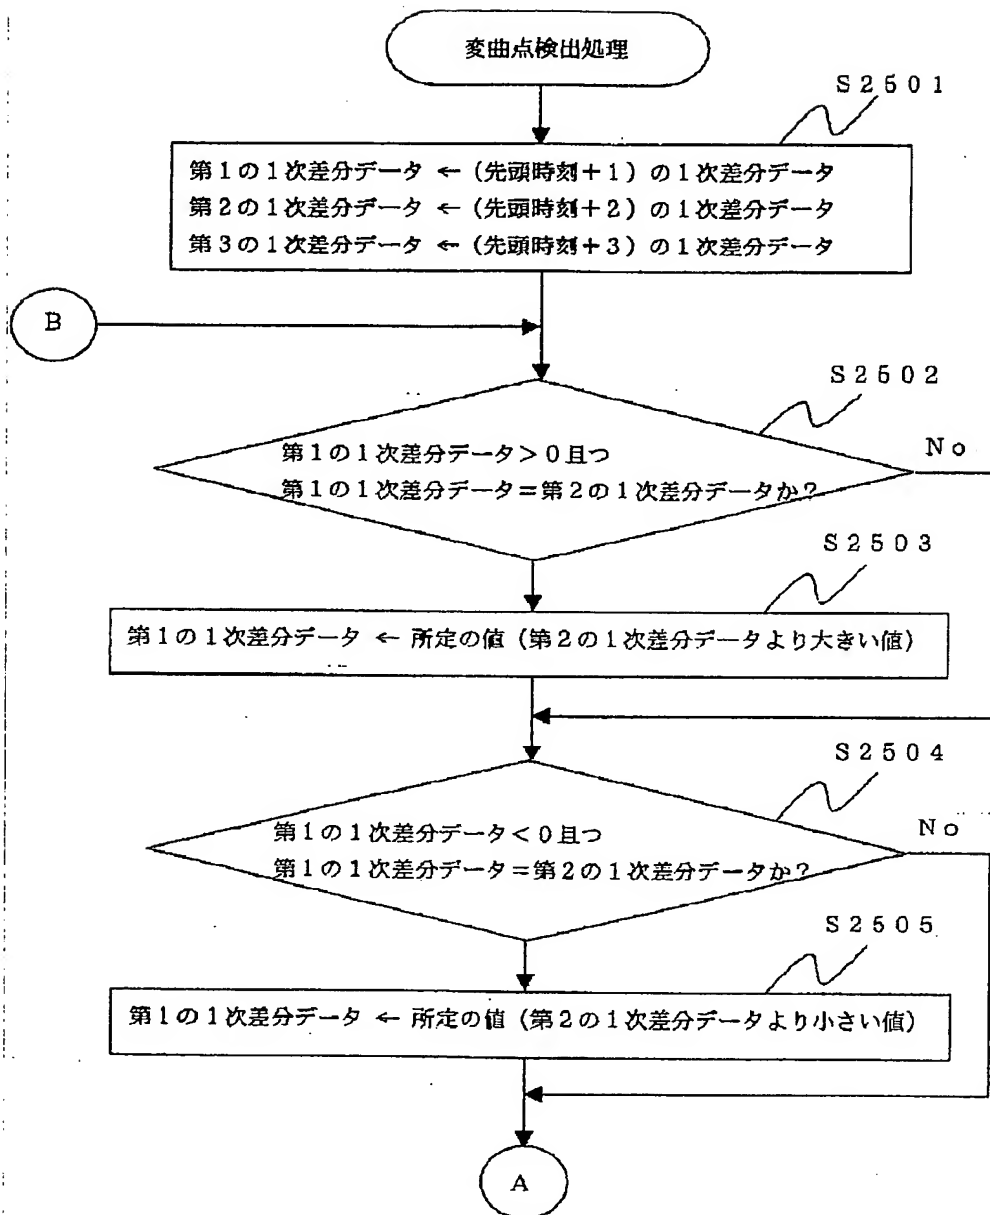 変曲点検出処理
S2501
第1の1次差分データ ← (先頭時刻+1) の1次差分データ
第2の1次差分データ ← (先頭時刻+2) の1次差分データ
第3の1次差分データ ← (先頭時刻+3) の1次差分データ
B
S2502
No
第1の1次差分データ>0且つ
第1の1次差分データ=第2の1次差分データか?
S2503
第1の1次差分データ ← 所定の値 (第2の1次差分データより大きい値)
S2504
No
第1の1次差分データ<0且つ
第1の1次差分データ=第2の1次差分データか?
S2505
第1の1次差分データ ← 所定の値 (第2の1次差分データより小さい値)
A